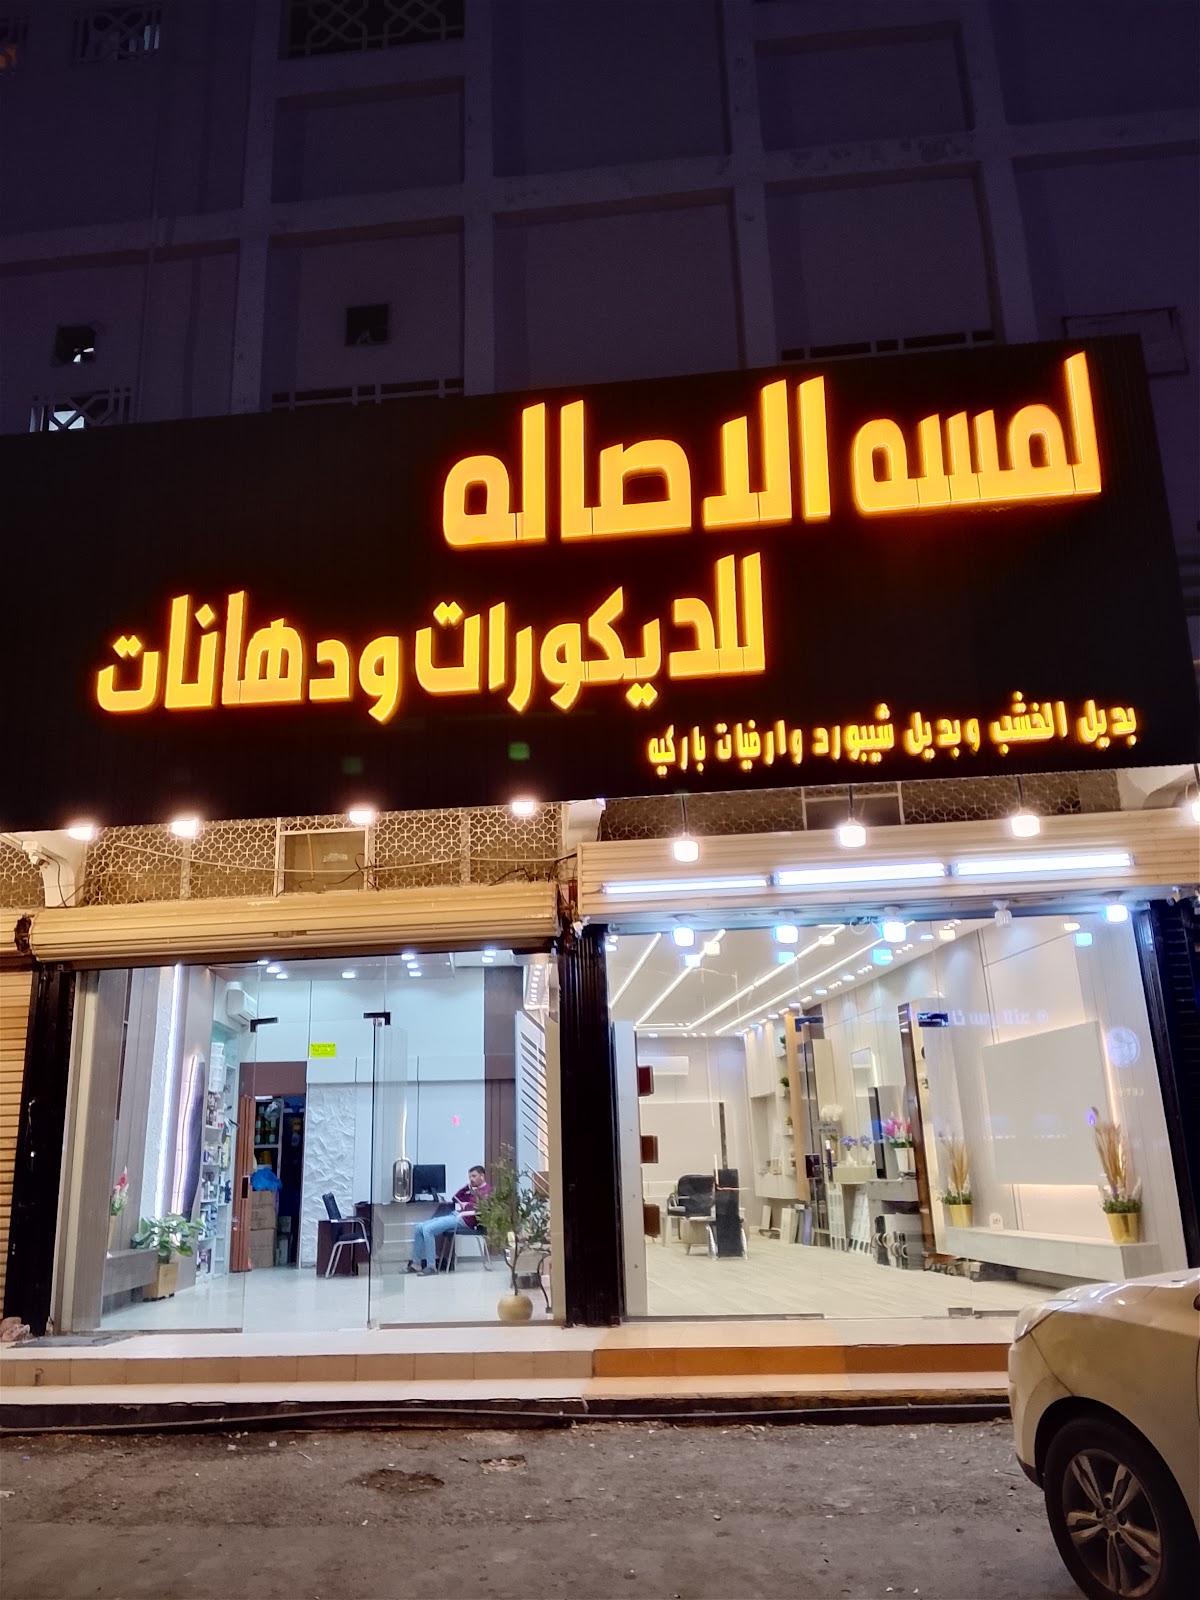 لمسه الاصاله
للديكورات ودهانات
بديل الخشب وبديل شيبورد وارضيات باركيه